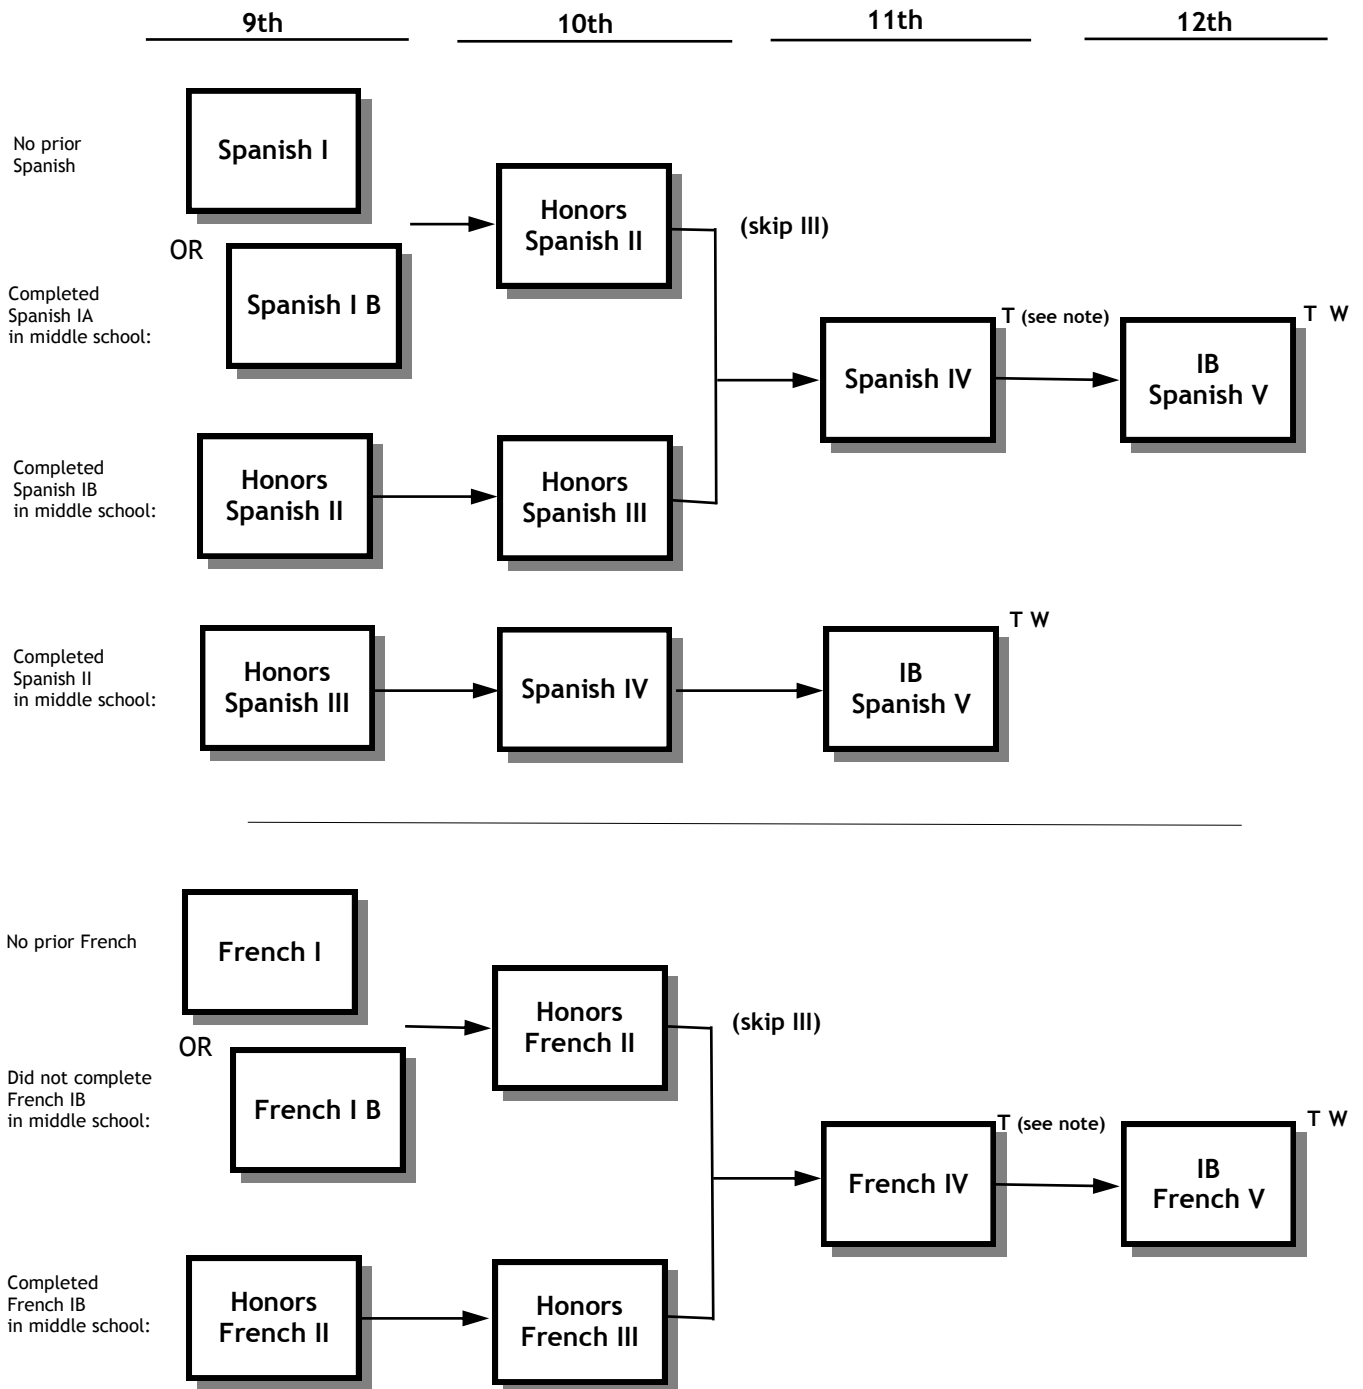 9th
10th
11th
12th
No prior
Spanish
Spanish I
OR
Completed
Spanish IA
in middle school:
Spanish I B
Honors
Spanish II
(skip III)
Spanish IV
T (see note)
IB
Spanish V
T W
Completed
Spanish IB
in middle school:
Honors
Spanish II
Honors
Spanish III
Completed
Spanish II
in middle school:
Honors
Spanish III
Spanish IV
IB
Spanish V
T W
No prior French
French I
OR
Did not complete
French IB
in middle school:
French I B
Honors
French II
(skip III)
French IV
T (see note)
IB
French V
T W
Completed
French IB
in middle school:
Honors
French II
Honors
French III